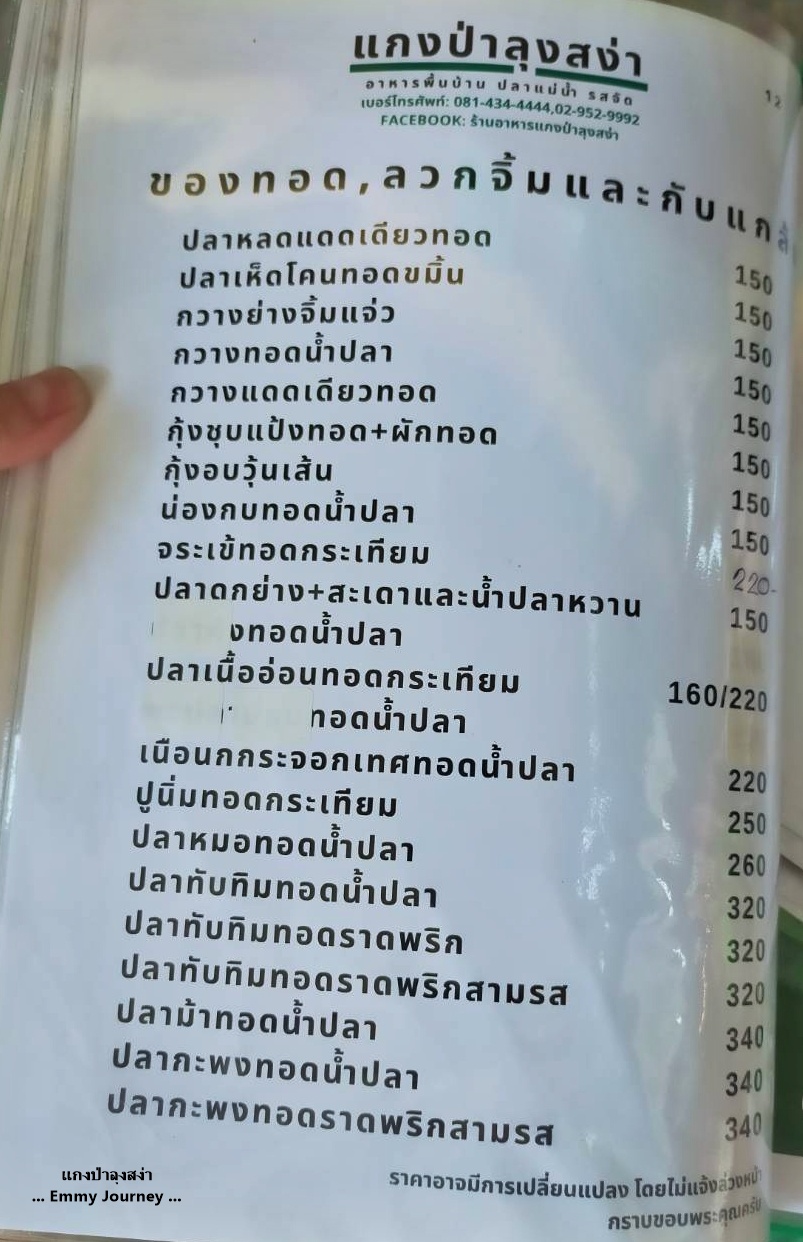 แกงป่าลุงสง่า
อาหารพื้นบ้าน ปลาแม่น้ำ รสจัด
เบอร์โทรศัพท์: 081-434-4444,02-952-9992
FACEBOOK: ร้านอาหารแกงป่าลุงสง่า
12
ของทอด,ลวกจิ้มและกับแกล้
ปลาหลดแดดเดียวทอด 150
ปลาเห็ดโคนทอดขมิ้น 150
กวางย่างจิ้มแจ่ว 150
กวางทอดน้ำปลา 150
กวางแดดเดียวทอด 150
กุ้งชุบแป้งทอด+ผักทอด 150
กุ้งอบวุ้นเส้น 150
น่องกบทอดน้ำปลา 150
จระเข้ทอดกระเทียม 220-
ปลาดุกย่าง+สะเดาและน้ำปลาหวาน 150
งทอดน้ำปลา
ปลาเนื้ออ่อนทอดกระเทียม 160/220
ทอดน้ำปลา
เนือนกกระจอกเทศทอดน้ำปลา 220
ปูนิ่มทอดกระเทียม 250
ปลาหมอทอดน้ำปลา 260
ปลาทับทิมทอดน้ำปลา 320
ปลาทับทิมทอดราดพริก 320
ปลาทับทิมทอดราดพริกสามรส 320
ปลาม้าทอดน้ำปลา 340
ปลากะพงทอดน้ำปลา 340
ปลากะพงทอดราดพริกสามรส 340
ราคาอาจมีการเปลี่ยนแปลง โดยไม่แจ้งล่วงหน้า
กราบขอบพระคุณครับ
แกงป่าลุงสง่า
... Emmy Journey ...